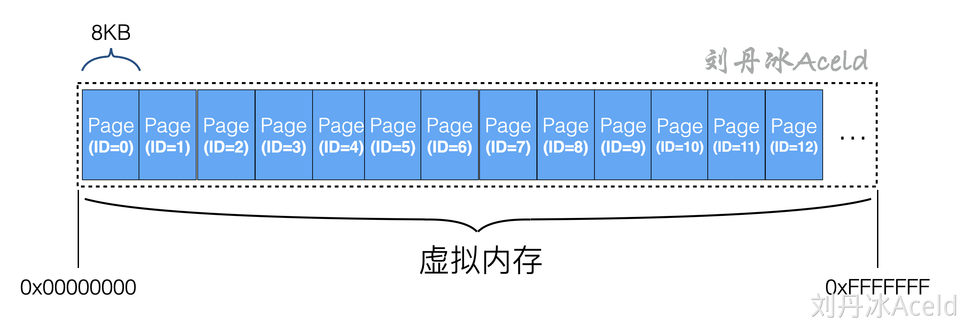 8KB
刘丹冰Aceld
Page Page Page Page Page Page Page Page Page Page Page Page Page ...
(ID=0) (ID=1) (ID=2) (ID=3) (ID=4) (ID=5) (ID=6) (ID=7) (ID=8) (ID=9) (ID=10) (ID=11) (ID=12)
虚拟内存
0x00000000 0xFFFFFFFF
刘丹冰Aceld